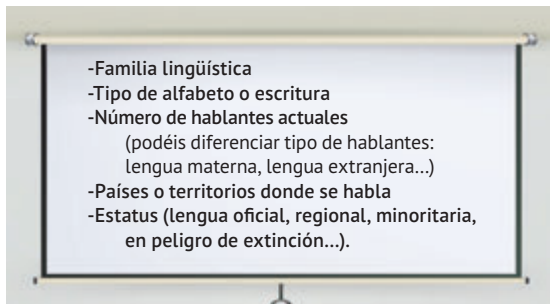 -Familia lingüística
-Tipo de alfabeto o escritura
-Número de hablantes actuales
(podéis diferenciar tipo de hablantes:
lengua materna, lengua extranjera...)
-Países o territorios donde se habla
-Estatus (lengua oficial, regional, minoritaria,
en peligro de extinción...).